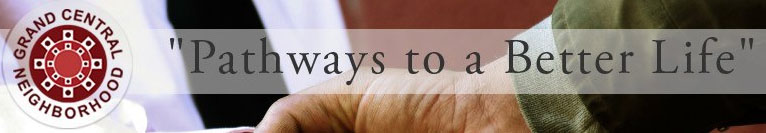 GRAND CENTRAL
NEIGHBORHOOD
"Pathways to a Better Life"